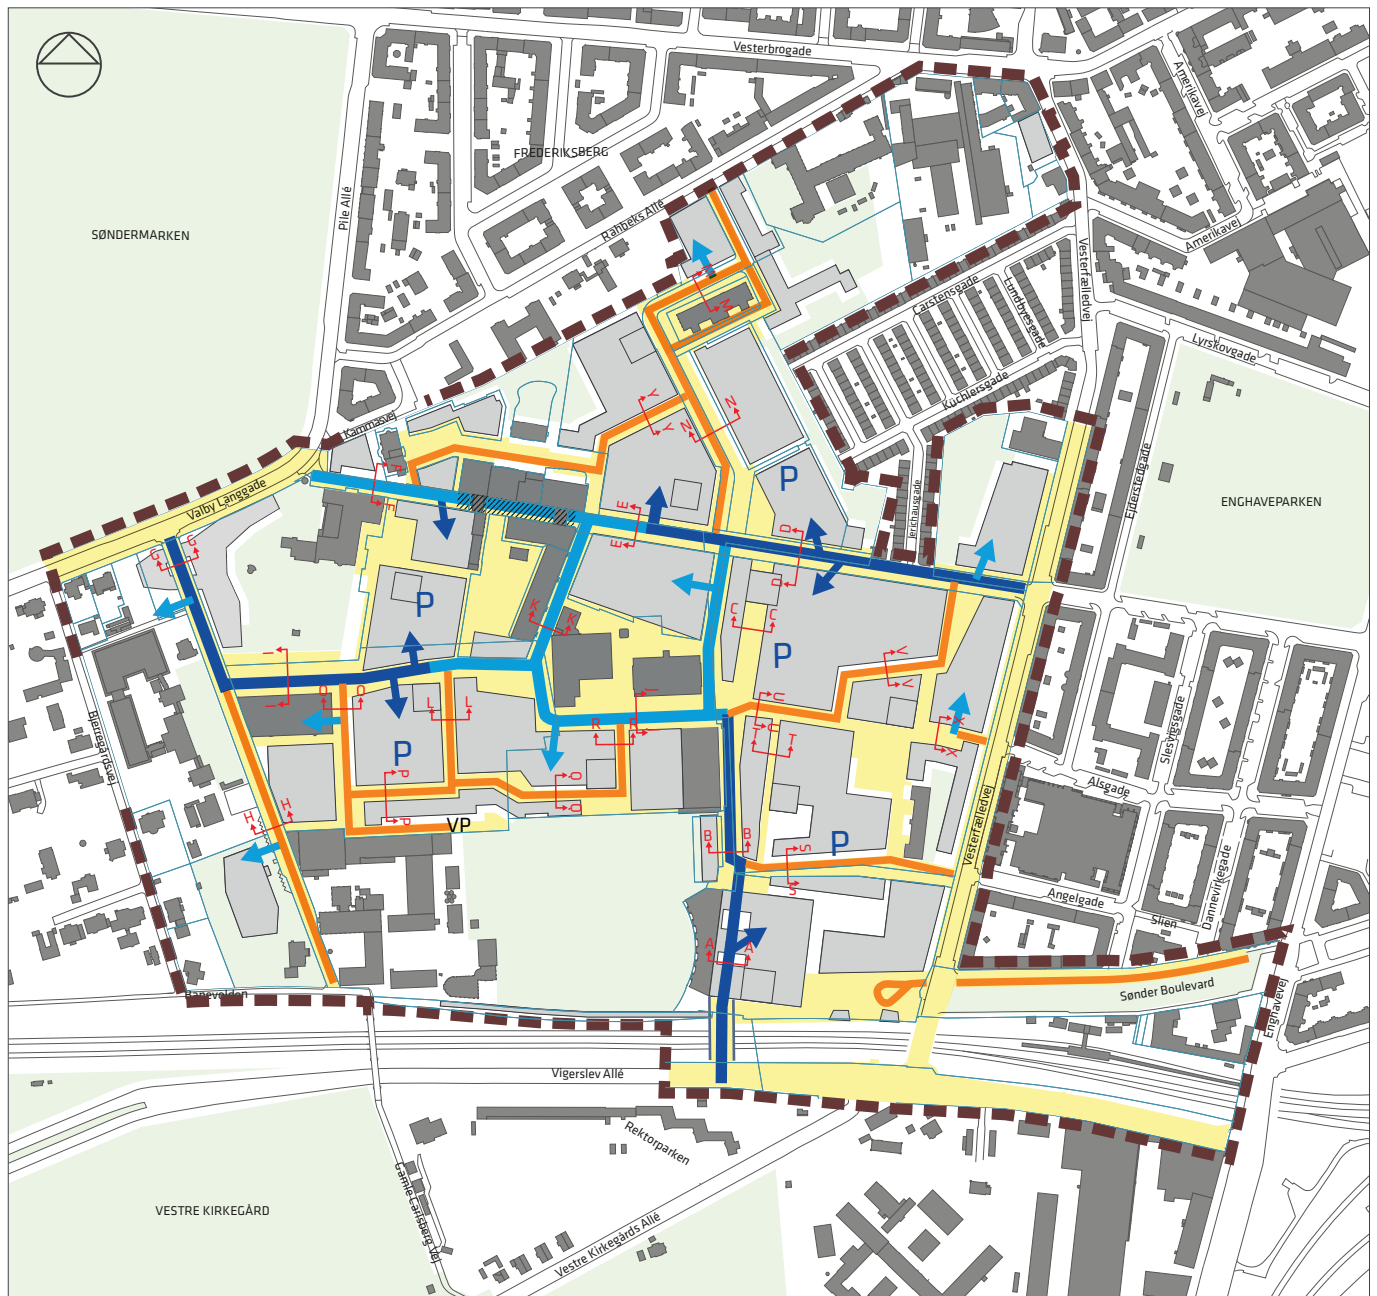 Vesterbrogade
Amerikavej
FREDERIKSBERG
Pile Allé
SØNDERMARKEN
Rahbeks Allé
Amerikavej
Vesterfælledvej
Carstensgade
Lundbyesgade
Lyrskovgade
Küchlersgade
Kammasvej
Valby Langgade
Ejderstedgade
ENGHAVEPARKEN
Jerichausgade
M
Y
Y
N
N
P
F
F
E
E
D
D
G
G
P
K
K
C
C
P
I
I
O
O
L
L
J
V
V
U
U
R
R
T
T
X
X
P
P
P
Q
Q
H
H
VP
B
B
S
S
P
A
A
Bjerregårdsvej
Slesvigsgade
Alsgade
Vesterfælledvej
Angelgade
Slien
Dannevirkegade
Banevolden
Sønder Boulevard
Enghavevej
Vigerslev Allé
Rektorparken
Gamle Carlsberg Vej
VESTRE KIRKEGÅRD
Vestre Kirkegårds Allé